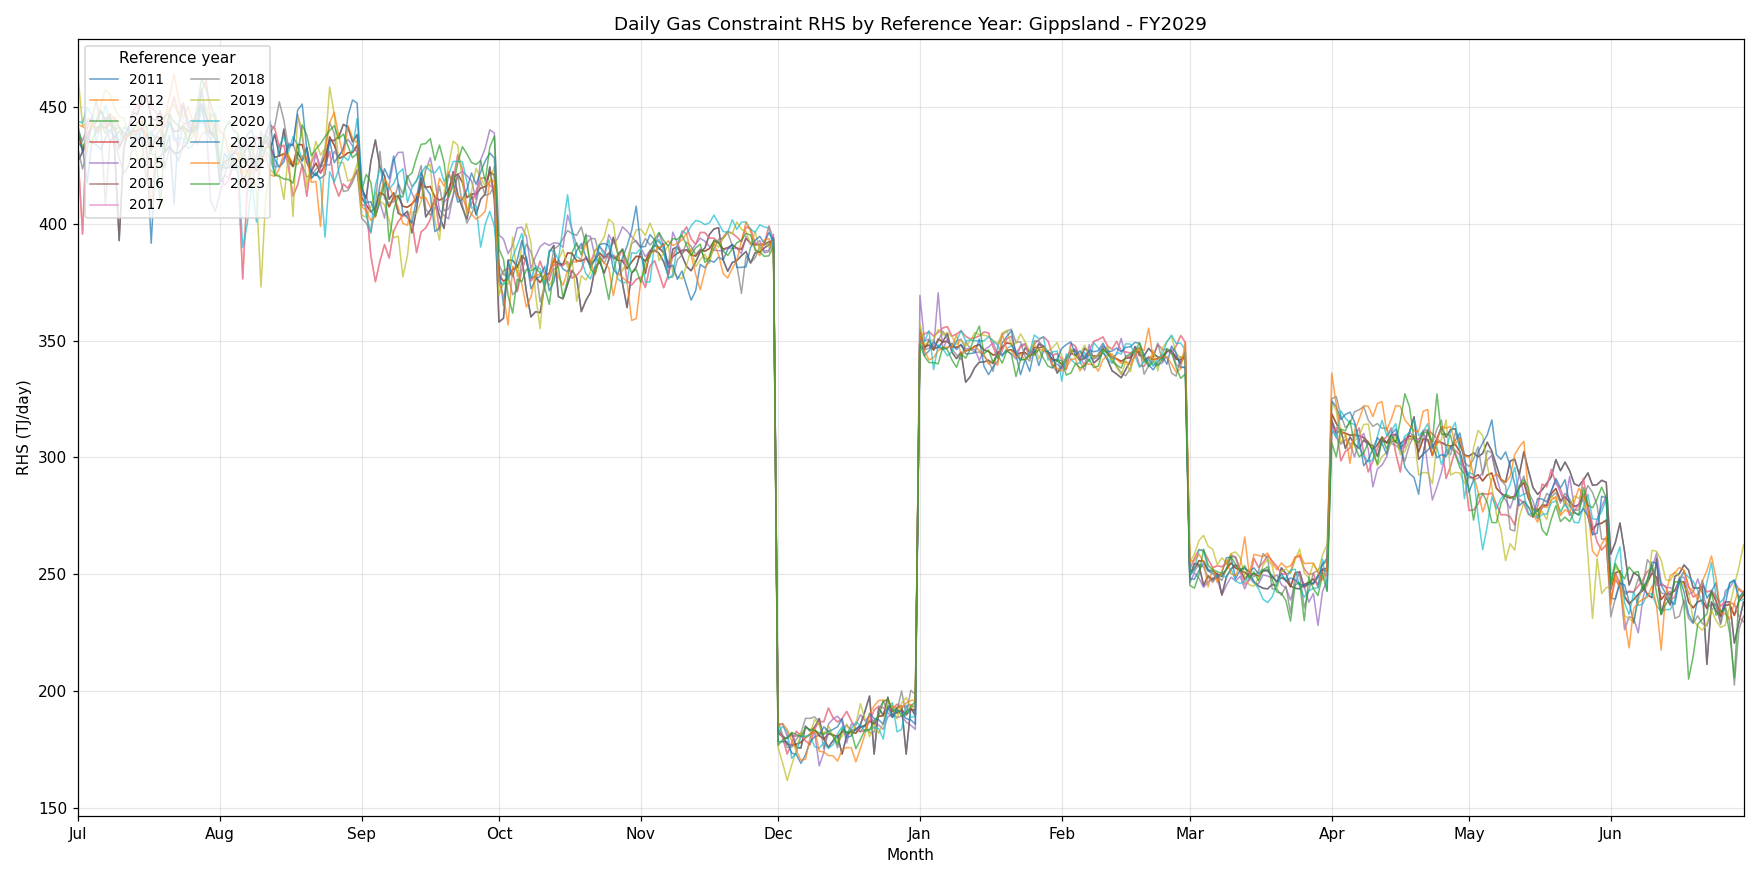 Daily Gas Constraint RHS by Reference Year: Gippsland - FY2029
Reference year
2011 2018
2012 2019
2013 2020
2014 2021
2015 2022
2016 2023
2017
RHS (TJ/day)
450
400
350
300
250
200
150
Jul Aug Sep Oct Nov Dec Jan Feb Mar Apr May Jun
Month